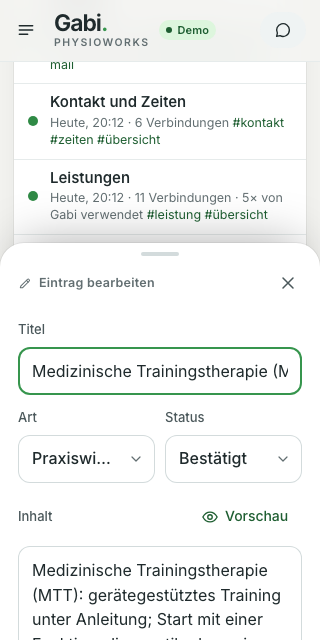 Gabi.
PHYSIOWORKS
Demo
mail
Kontakt und Zeiten
Heute, 20:12 · 6 Verbindungen #kontakt
#zeiten #übersicht
Leistungen
Heute, 20:12 · 11 Verbindungen · 5× von
Gabi verwendet #leistung #übersicht
Eintrag bearbeiten
Titel
Medizinische Trainingstherapie (M
Art
Status
Praxiswi...
Bestätigt
Inhalt
Vorschau
Medizinische Trainingstherapie
(MTT): gerätegestütztes Training
unter Anleitung; Start mit einer